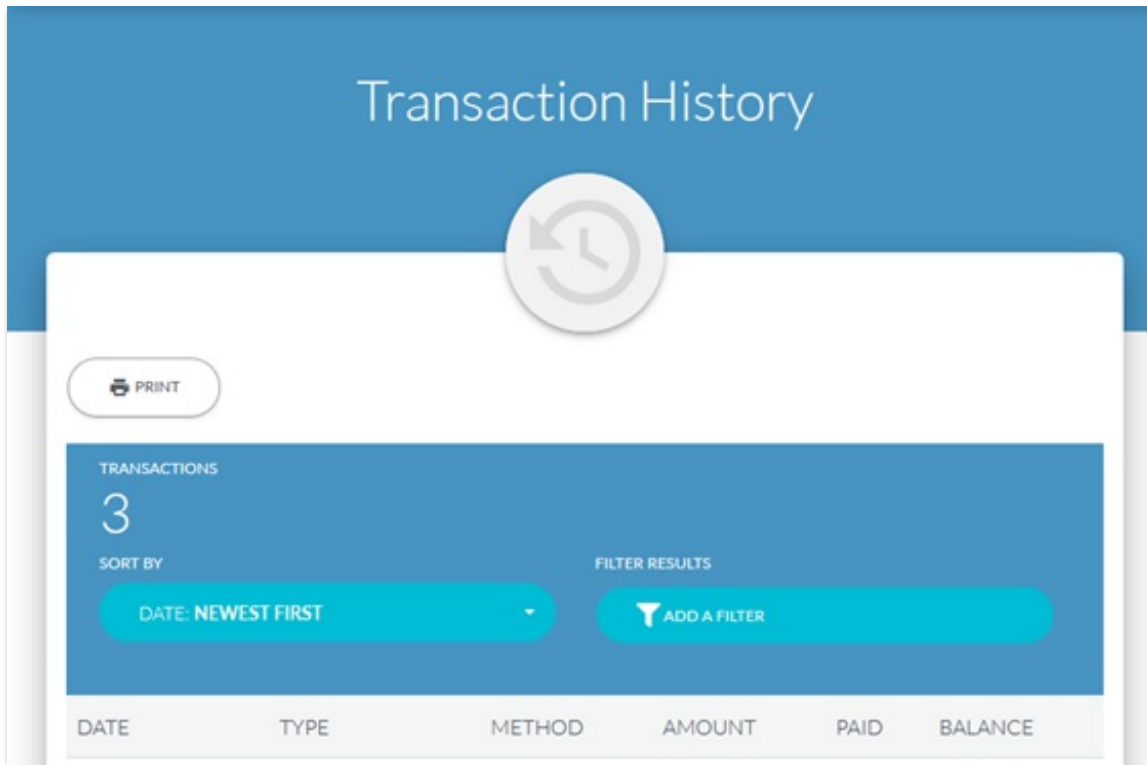 Transaction History
PRINT
TRANSACTIONS
3
SORT BY
FILTER RESULTS
DATE: NEWEST FIRST
ADD A FILTER
DATE TYPE METHOD AMOUNT PAID BALANCE